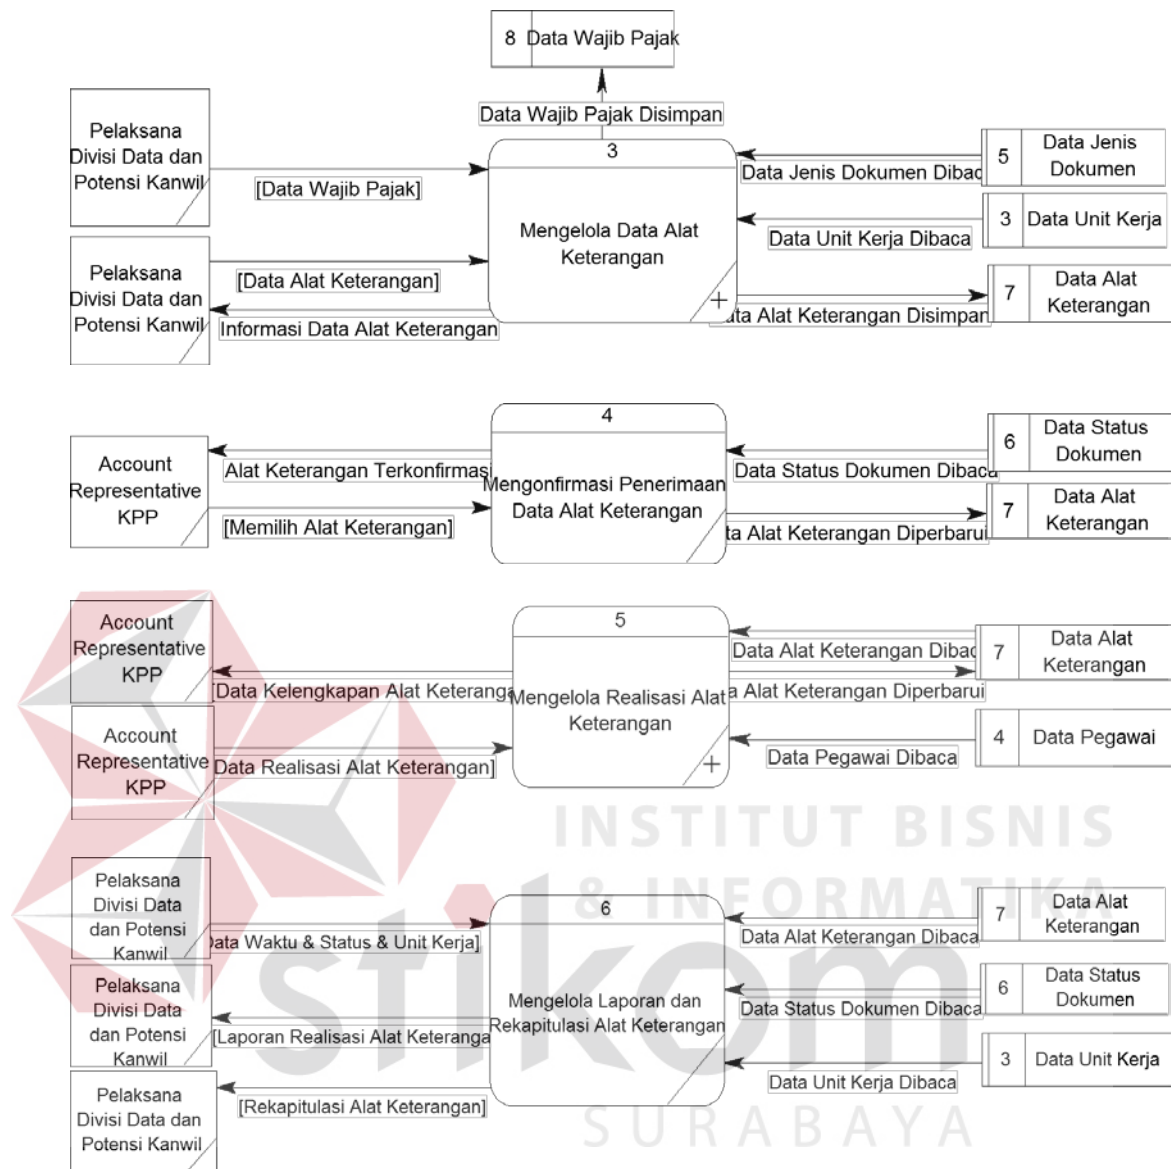 8 Data Wajib Pajak
Data Wajib Pajak Disimpan
Pelaksana
Divisi Data dan
Potensi Kanwil
[Data Wajib Pajak]
3
Mengelola Data Alat
Keterangan
5
Data Jenis
Dokumen
Data Jenis Dokumen Dibac
3 Data Unit Kerja
Data Unit Kerja Dibaca
Pelaksana
Divisi Data dan
Potensi Kanwil
[Data Alat Keterangan]
Informasi Data Alat Keterangan
7
Data Alat
Keterangan
ata Alat Keterangan Disimpan
4
Mengonfirmasi Penerimaan
Data Alat Keterangan
Account
Representative
KPP
Alat Keterangan Terkonfirmasi
[Memilih Alat Keterangan]
6
Data Status
Dokumen
Data Status Dokumen Dibaca
7
Data Alat
Keterangan
ta Alat Keterangan Diperbarui
Account
Representative
KPP
[Data Kelengkapan Alat Keteranga
5
Mengelola Realisasi Alat
Keterangan
7
Data Alat
Keterangan
Data Alat Keterangan Dibac
a Alat Keterangan Diperbarui
Account
Representative
KPP
Data Realisasi Alat Keterangan]
4 Data Pegawai
Data Pegawai Dibaca
INSTITUT BISNIS
& INFORMATIKA
stikom
SURABAYA
Pelaksana
Divisi Data
dan Potensi
Kanwil
Data Waktu & Status & Unit Kerja]
6
Mengelola Laporan dan
Rekapitulasi Alat Keterangan
7
Data Alat
Keterangan
Data Alat Keterangan Dibaca
Pelaksana
Divisi Data
dan Potensi
Kanwil
[Laporan Realisasi Alat Keteranga
6
Data Status
Dokumen
Data Status Dokumen Dibaca
3 Data Unit Kerja
Data Unit Kerja Dibaca
Pelaksana
Divisi Data dan
Potensi Kanwil
[Rekapitulasi Alat Keterangan]